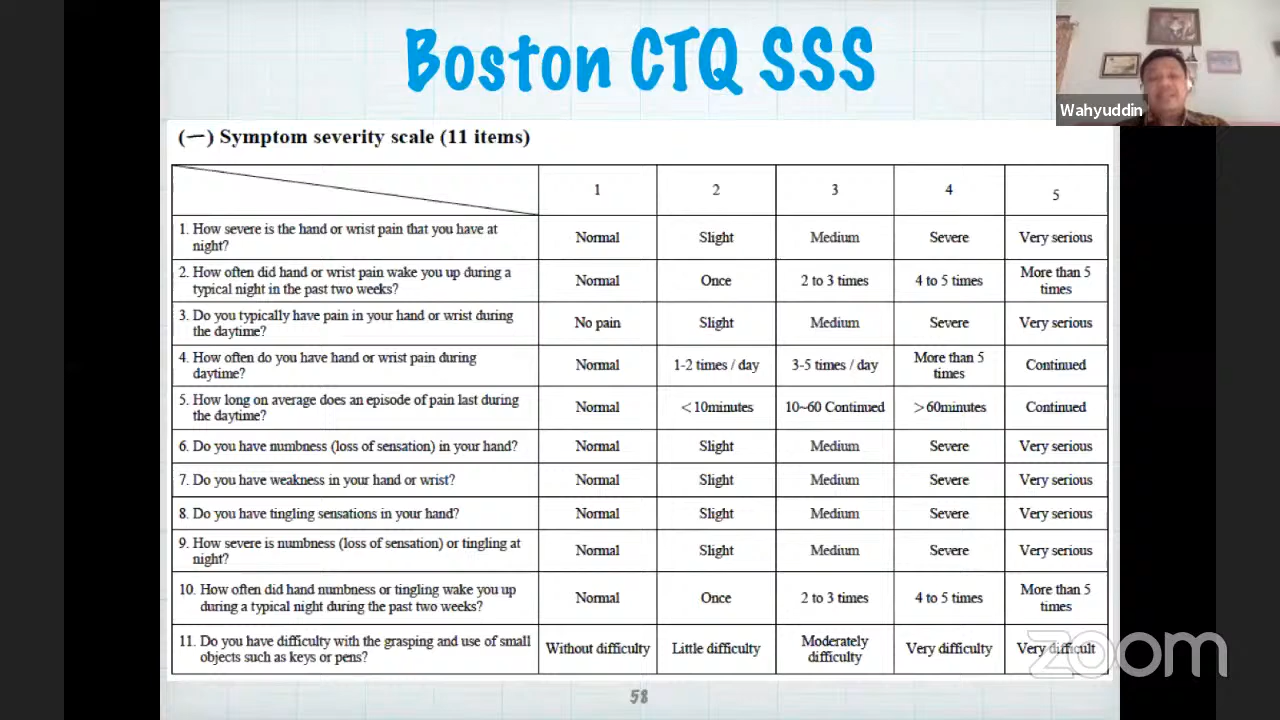 Boston CTQ SSS
Wahyuddin
(一) Symptom severity scale (11 items)
1 2 3 4 5
1. How severe is the hand or wrist pain that you have at
night?
Normal Slight Medium Severe Very serious
2. How often did hand or wrist pain wake you up during a
typical night in the past two weeks?
Normal Once 2 to 3 times 4 to 5 times More than 5
times
3. Do you typically have pain in your hand or wrist during
the daytime?
No pain Slight Medium Severe Very serious
4. How often do you have hand or wrist pain during
daytime?
Normal 1-2 times / day 3-5 times / day More than 5
times
Continued
5. How long on average does an episode of pain last during
the daytime?
Normal <10minutes 10~60 Continued >60minutes Continued
6. Do you have numbness (loss of sensation) in your hand?
Normal Slight Medium Severe Very serious
7. Do you have weakness in your hand or wrist?
Normal Slight Medium Severe Very serious
8. Do you have tingling sensations in your hand?
Normal Slight Medium Severe Very serious
9. How severe is numbness (loss of sensation) or tingling at
night?
Normal Slight Medium Severe Very serious
10. How often did hand numbness or tingling wake you up
during a typical night during the past two weeks?
Normal Once 2 to 3 times 4 to 5 times More than 5
times
11. Do you have difficulty with the grasping and use of small
objects such as keys or pens?
Without difficulty Little difficulty Moderately
difficulty
Very difficulty Very difficult
zoom
58